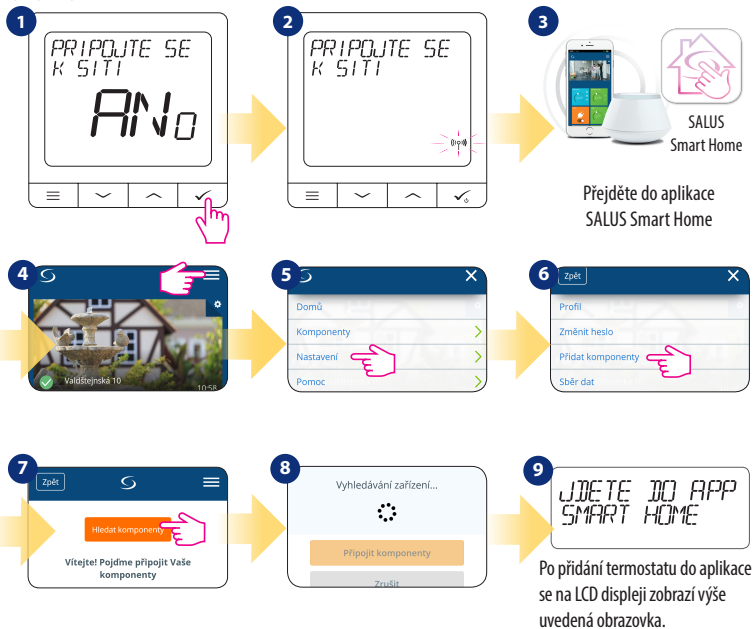 1
PRIPOJTE SE
K SITI
ANo
2
PRIPOJTE SE
K SITI
3
SALUS
Smart Home
Přejděte do aplikace
SALUS Smart Home
4
Valdštejnská 10
10:58
5
Domů
Komponenty
Nastavení
Pomoc
6
Zpět
Profil
Změnit heslo
Přidat komponenty
Sběr dat
7
Zpět
Hledat komponenty
Vítejte! Pojďme připojit Vaše
komponenty
8
Vyhledávání zařízení...
Připojit komponenty
Zrušit
9
UJDETE DO APP
SMART HOME
Po přidání termostatu do aplikace
se na LCD displeji zobrazí výše
uvedená obrazovka.